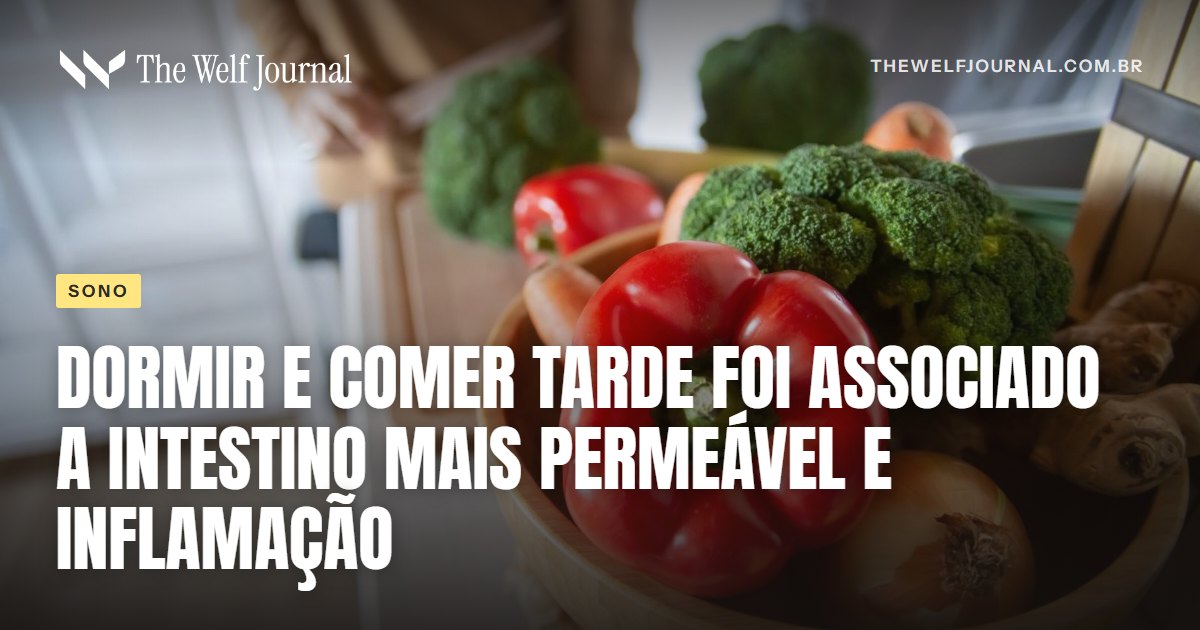 The Welf Journal
THEWELFJOURNAL.COM.BR
SONO
DORMIR E COMER TARDE FOI ASSOCIADO
A INTESTINO MAIS PERMEÁVEL E
INFLAMAÇÃO